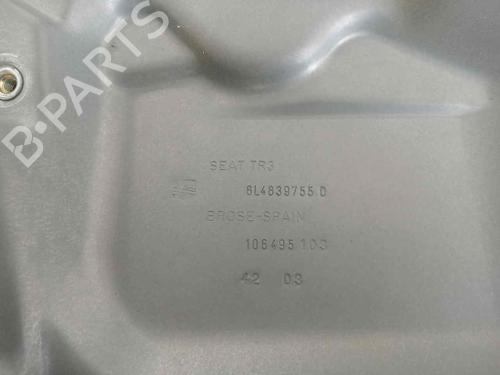 B-PARTS
SEAT TR3
6L4839755 D
BROSE-SPAIN
106495 103
42 03